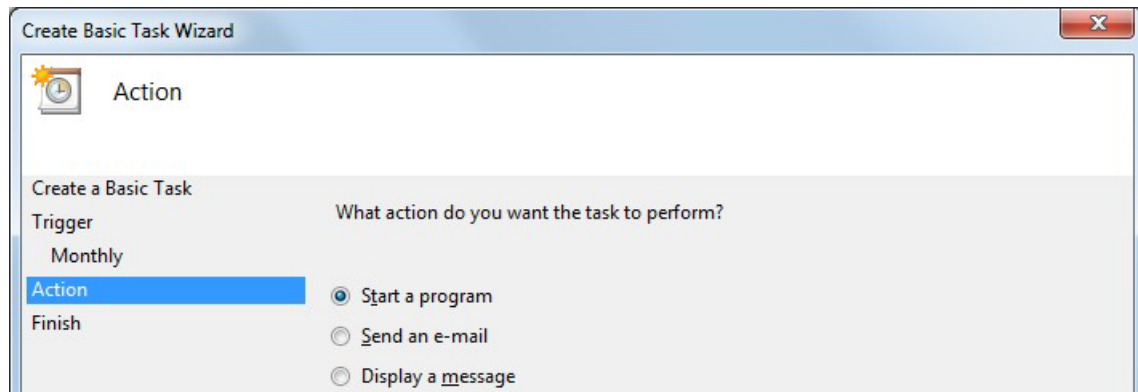 Create Basic Task Wizard
Action
Create a Basic Task
Trigger
Monthly
Action
Finish
What action do you want the task to perform?
Start a program
Send an e-mail
Display a message